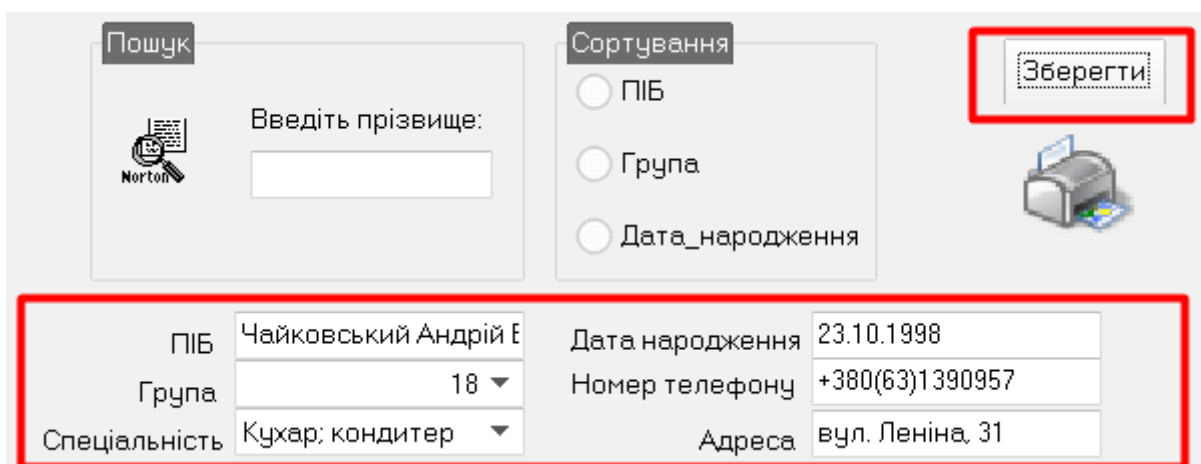 Пошук
Введіть прізвище:
Norton
Сортування
ПІБ
Група
Дата_народження
Зберегти
ПІБ Чайковський Андрій В
Група 18
Спеціальність Кухар; кондитер
Дата народження 23.10.1998
Номер телефону +380(63)1390957
Адреса вул. Леніна, 31